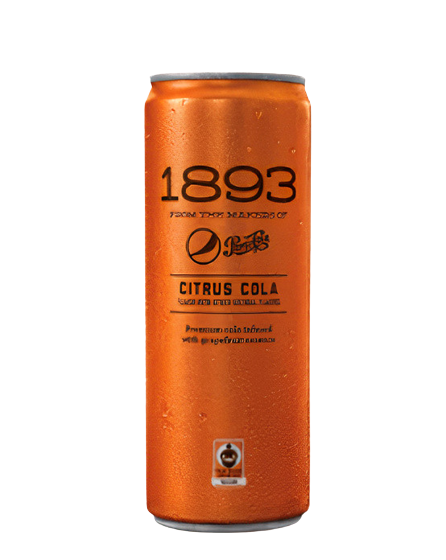 1893
FROM THE MAKERS OF
Pepsi-Cola
CITRUS COLA
Premium cola infused
with grapefruit essence